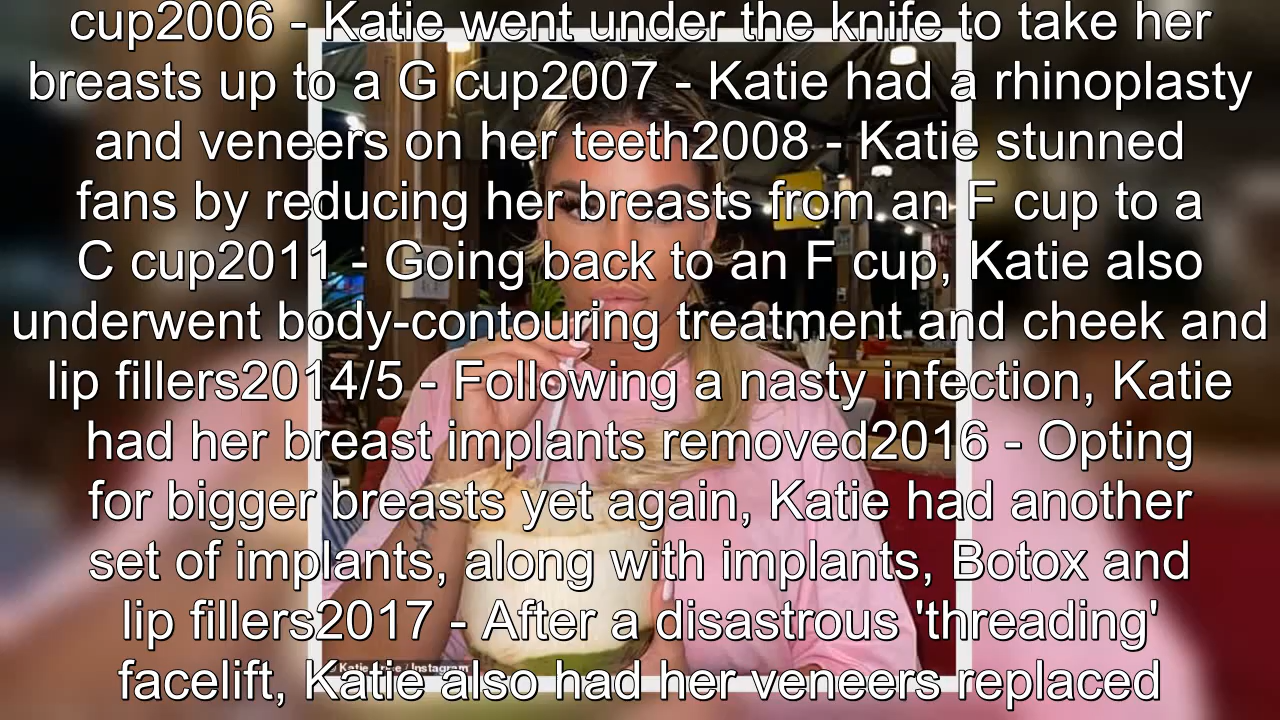 cup2006 - Katie went under the knife to take her
breasts up to a G cup2007 - Katie had a rhinoplasty
and veneers on her teeth2008 - Katie stunned
fans by reducing her breasts from an F cup to a
C cup2011 - Going back to an F cup, Katie also
underwent body-contouring treatment and cheek and
lip fillers2014/5 - Following a nasty infection, Katie
had her breast implants removed2016 - Opting
for bigger breasts yet again, Katie had another
set of implants, along with implants, Botox and
lip fillers2017 - After a disastrous 'threading'
Katie / Instagram
facelift, Katie also had her veneers replaced